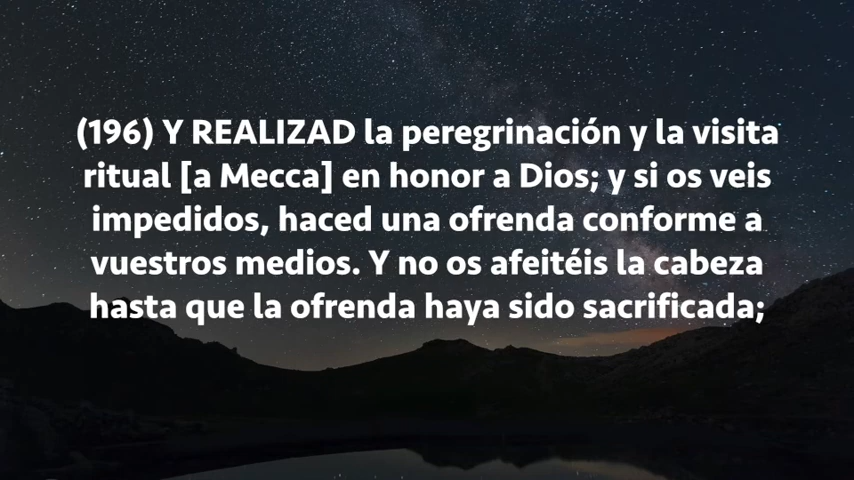 (196) Y REALIZAD la peregrinación y la visita
ritual [a Mecca] en honor a Dios; y si os veis
impedidos, haced una ofrenda conforme a
vuestros medios. Y no os afeitéis la cabeza
hasta que la ofrenda haya sido sacrificada;